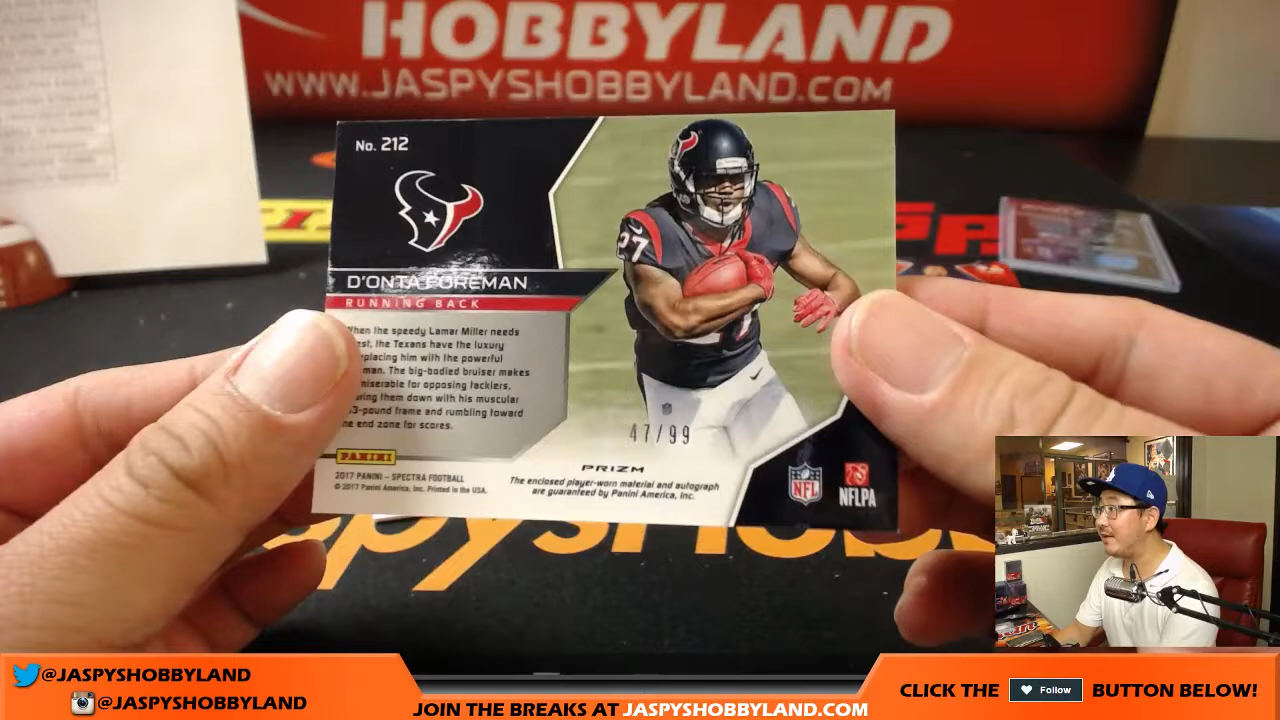 HOBBYLAND
WWW.JASPYSHOBBYLAND.COM
No. 212
D'ONTA FOREMAN
RUNNING BACK
27
When the speedy Lamar Miller needs
the Texans have the luxury
replacing him with the powerful
The big-bodied bruiser makes
miserable for opposing tacklers,
them down with his muscular
3-pound frame and rumbling toward
the end zone for scores.
47/99
PANINI
2017 PANINI – SPECTRA FOOTBALL
© 2017 Panini America, Inc. Printed in the USA.
PRIZM
The enclosed player-worn material and autograph
are guaranteed by Panini America, Inc.
NFL
NFLPA
@JASPYSHOBBYLAND
@JASPYSHOBBYLAND
JOIN THE BREAKS AT JASPYSHOBBYLAND.COM
CLICK THE Follow BUTTON BELOW!